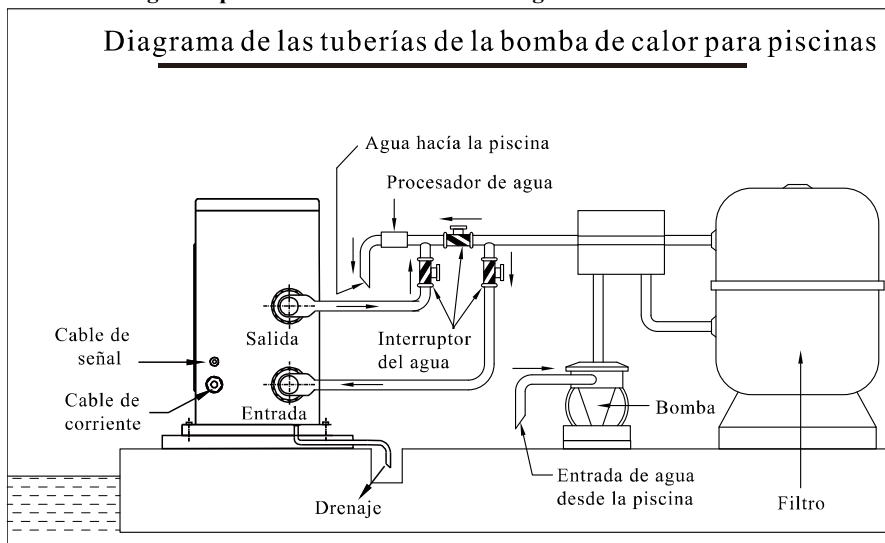 Diagrama de las tuberías de la bomba de calor para piscinas
Agua hacía la piscina
Procesador de agua
Salida
Interruptor
del agua
Cable de
señal
Cable de
corriente
Entrada
Bomba
Entrada de agua
desde la piscina
Filtro
Drenaje